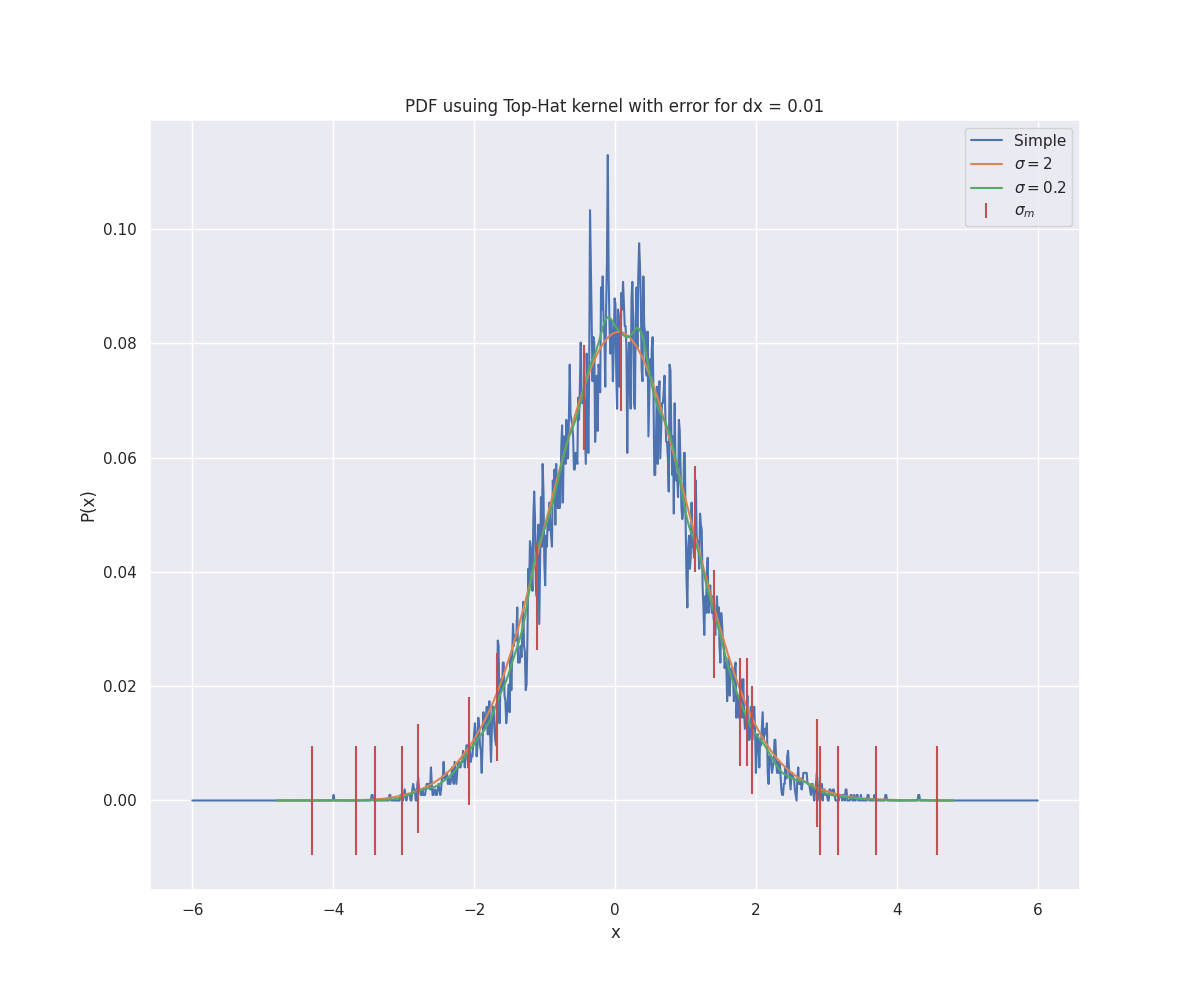 PDF usuing Top-Hat kernel with error for dx = 0.01
Simple
σ = 2
σ = 0.2
σₘ
0.10
0.08
0.06
0.04
0.02
0.00
P(x)
−6
−4
−2
0
2
4
6
x